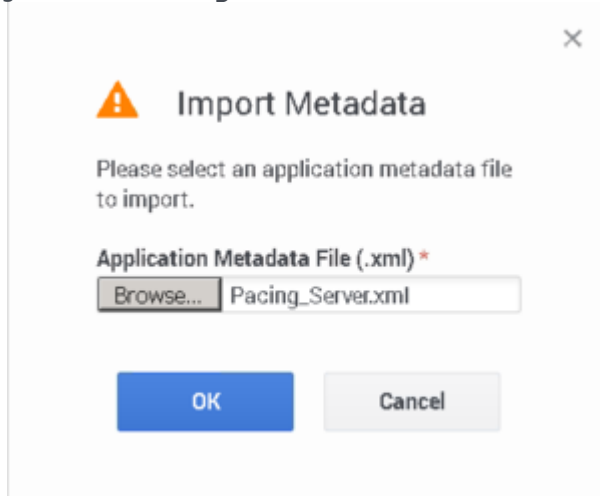 Import Metadata
Please select an application metadata file
to import.
Application Metadata File (.xml) *
Browse... Pacing_Server.xml
OK Cancel